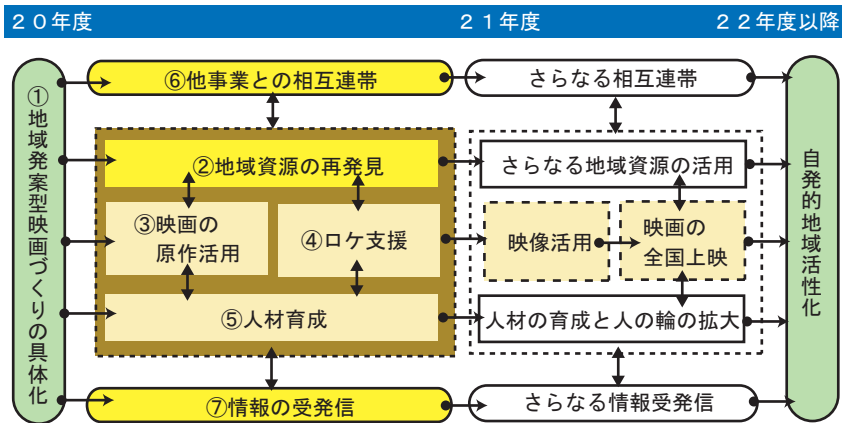 ２０年度
２１年度
２２年度以降
①地域発案型映画づくりの具体化
⑥他事業との相互連帯
さらなる相互連帯
②地域資源の再発見
さらなる地域資源の活用
③映画の
原作活用
④ロケ支援
映像活用
映画の
全国上映
⑤人材育成
人材の育成と人の輪の拡大
⑦情報の受発信
さらなる情報受発信
自発的地域活性化